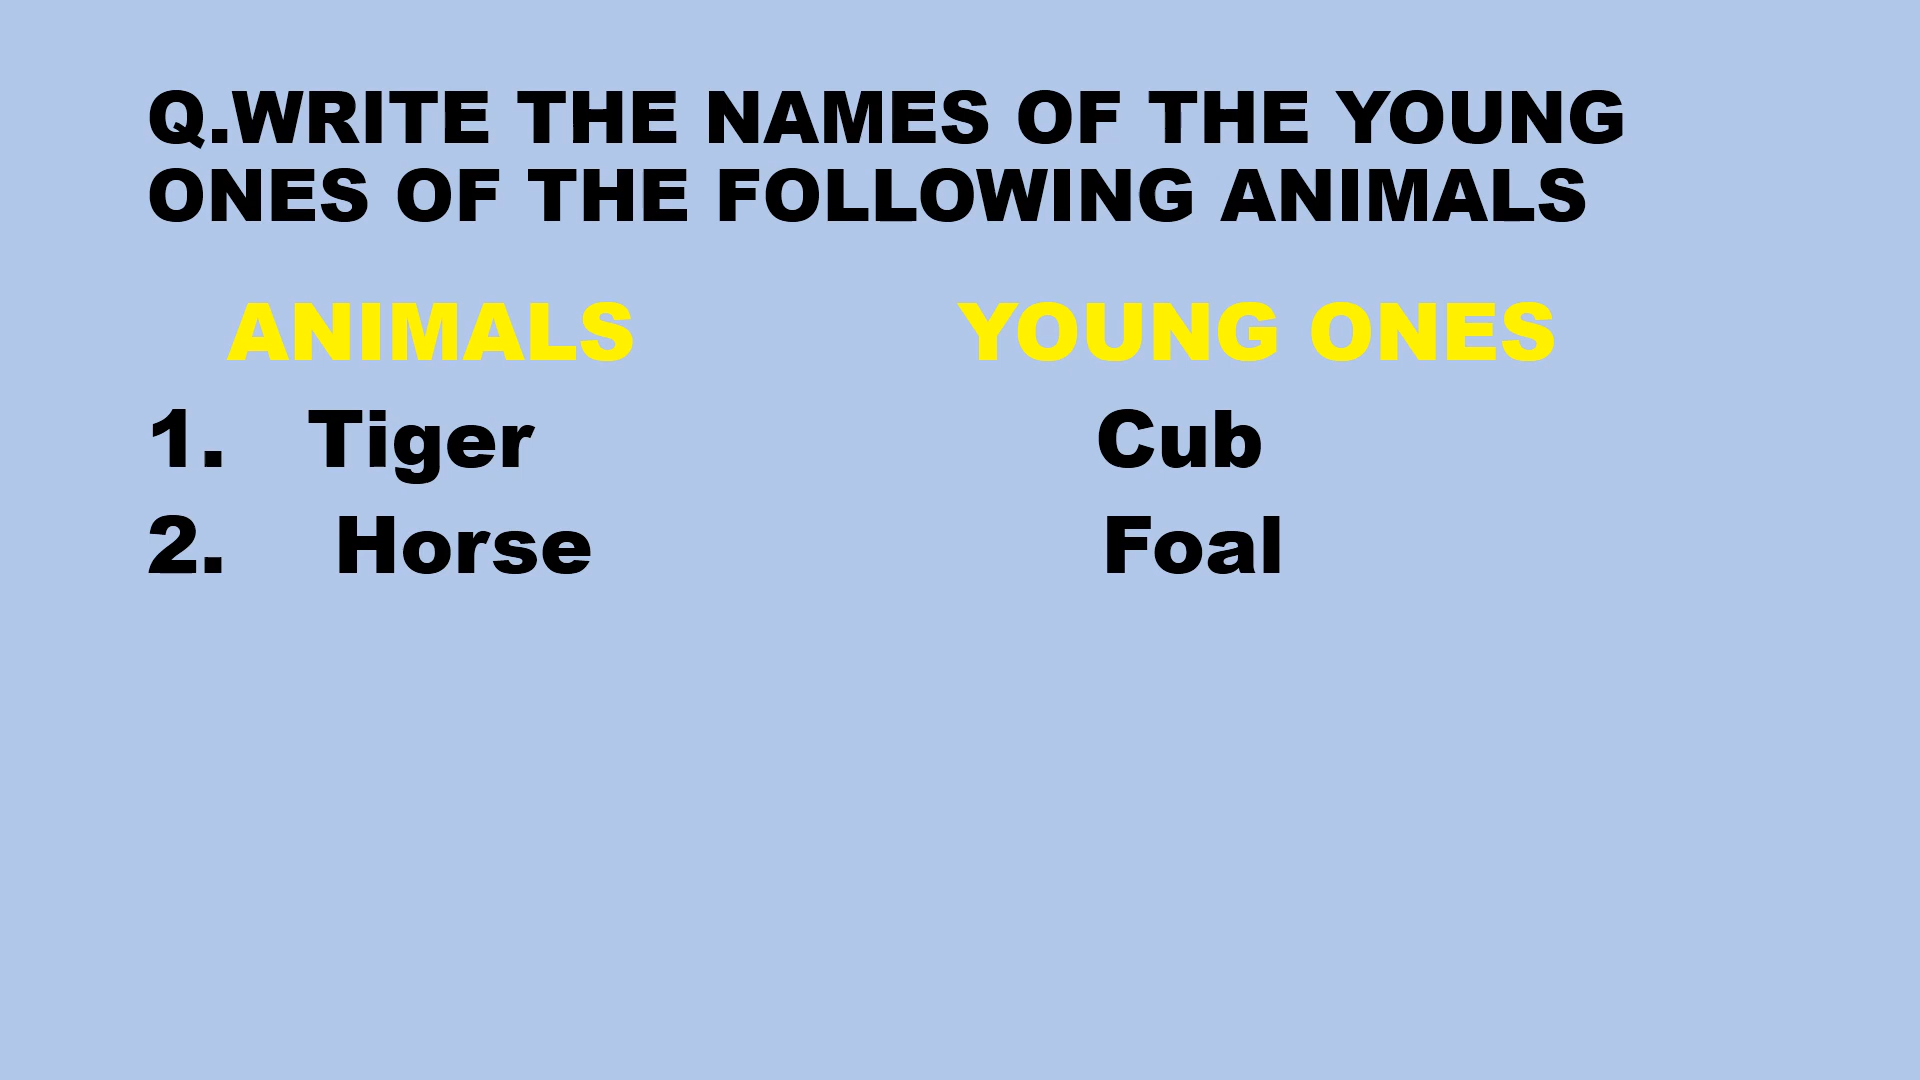 Q.WRITE THE NAMES OF THE YOUNG
ONES OF THE FOLLOWING ANIMALS
ANIMALS YOUNG ONES
1. Tiger Cub
2. Horse Foal